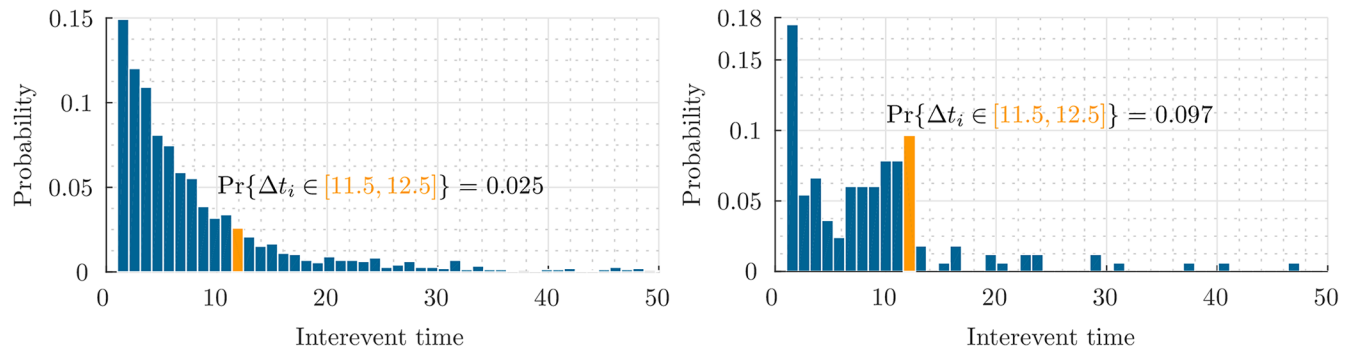 0.15
0.1
0.05
0
Probability
Pr{Δtᵢ ∈ [11.5, 12.5]} = 0.025
0 10 20 30 40 50
Interevent time
0.18
0.15
0.1
0.05
0
Probability
Pr{Δtᵢ ∈ [11.5, 12.5]} = 0.097
0 10 20 30 40 50
Interevent time